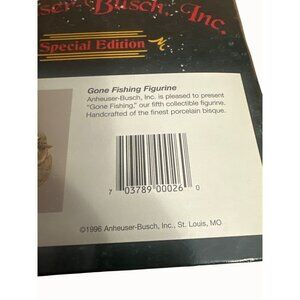 ser-Busch, Inc.
Special Edition
Gone Fishing Figurine
Anheuser-Busch, Inc. is pleased to present
"Gone Fishing," our fifth collectible figurine.
Handcrafted of the finest porcelain bisque.
7 03789 00026 0
©1996 Anheuser-Busch, Inc., St. Louis, MO